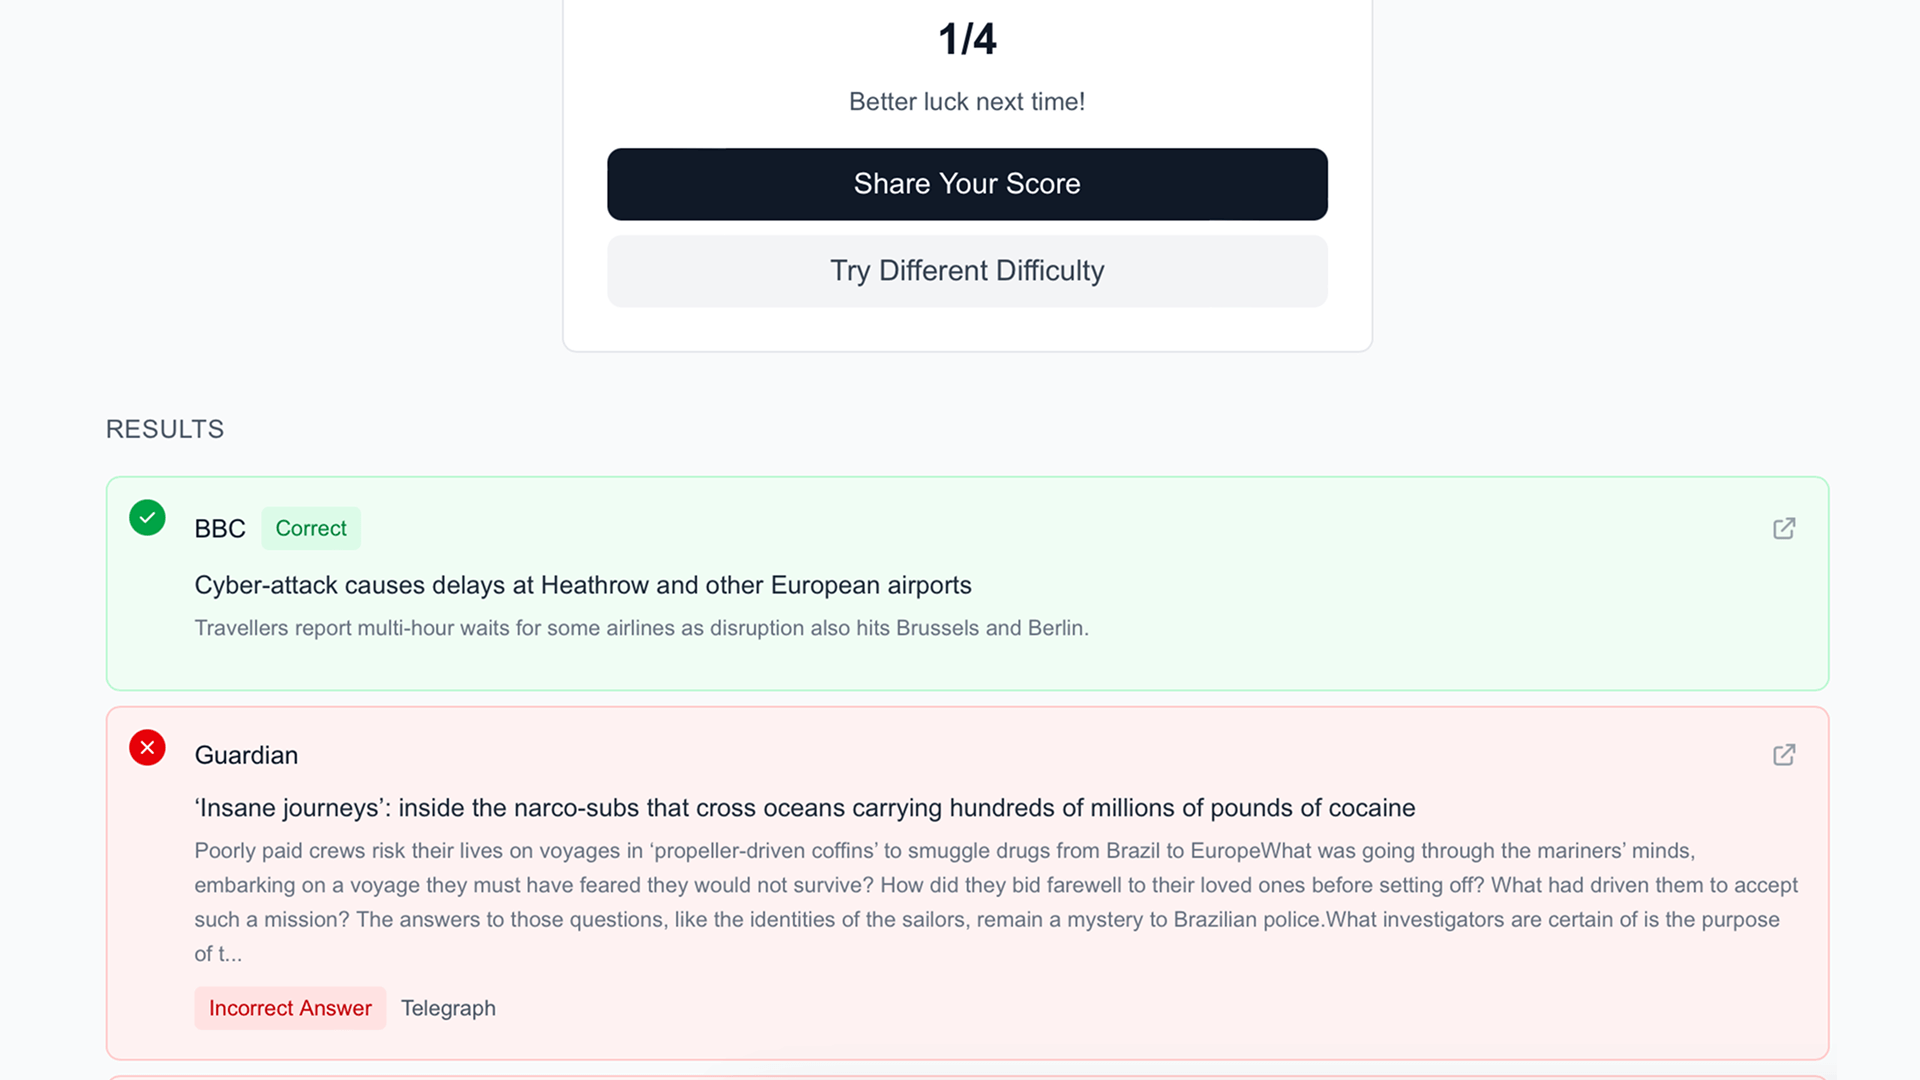 1/4
Better luck next time!
Share Your Score
Try Different Difficulty
RESULTS
BBC Correct
Cyber-attack causes delays at Heathrow and other European airports
Travellers report multi-hour waits for some airlines as disruption also hits Brussels and Berlin.
Guardian
‘Insane journeys’: inside the narco-subs that cross oceans carrying hundreds of millions of pounds of cocaine
Poorly paid crews risk their lives on voyages in ‘propeller-driven coffins’ to smuggle drugs from Brazil to EuropeWhat was going through the mariners’ minds,
embarking on a voyage they must have feared they would not survive? How did they bid farewell to their loved ones before setting off? What had driven them to accept
such a mission? The answers to those questions, like the identities of the sailors, remain a mystery to Brazilian police.What investigators are certain of is the purpose
of t...
Incorrect Answer Telegraph